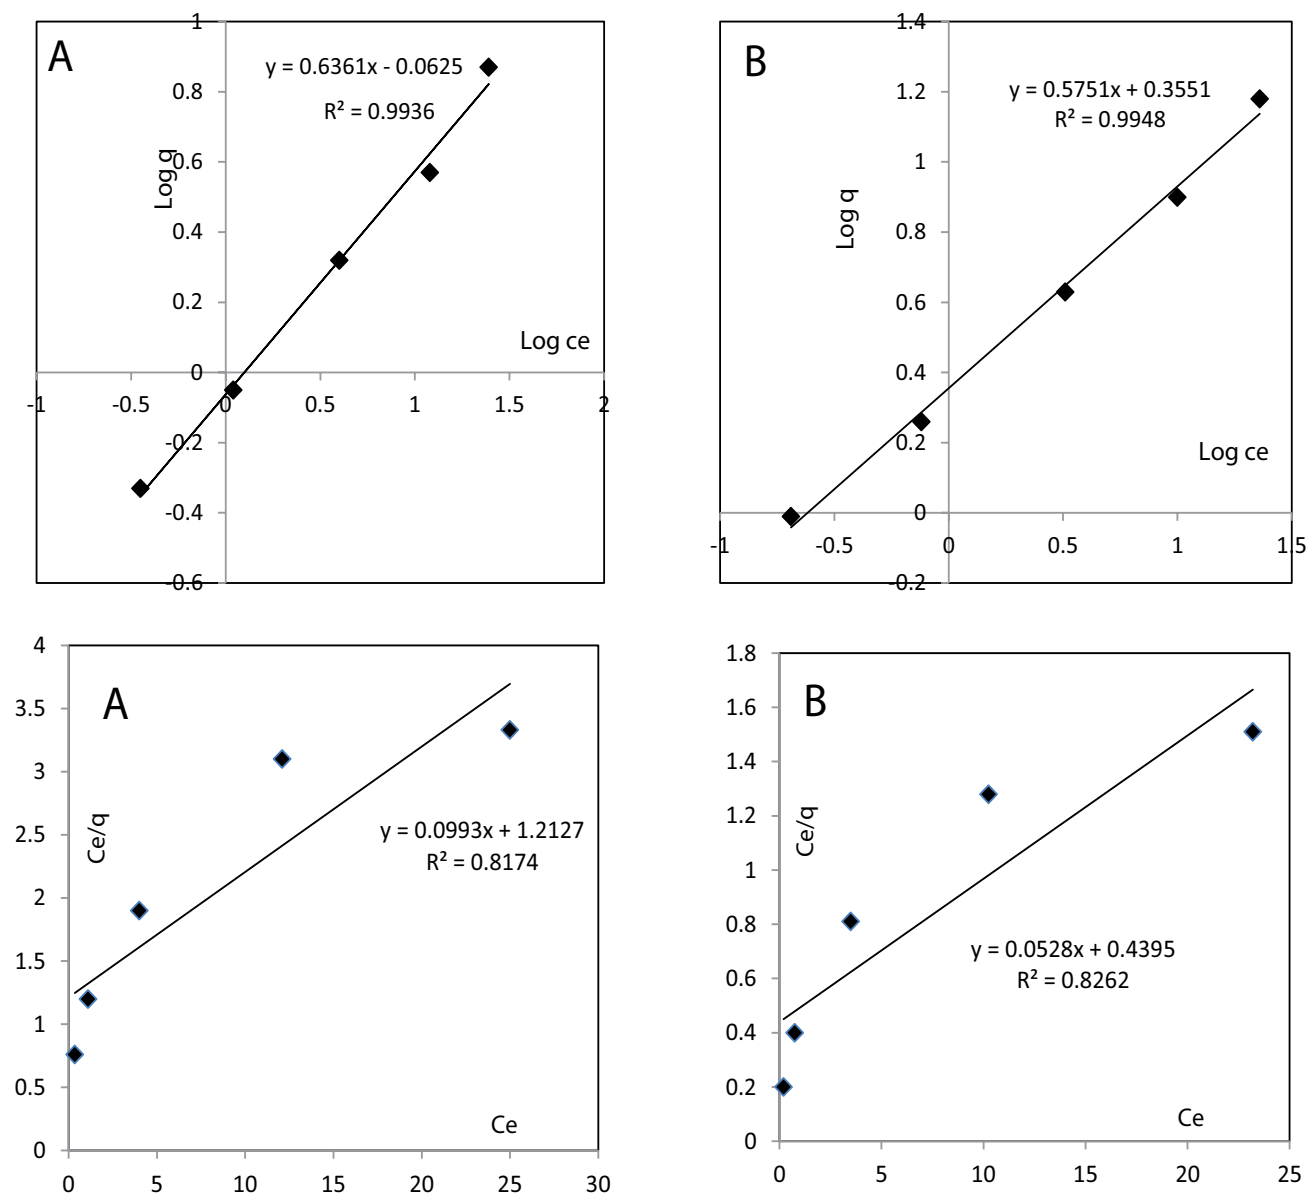 A
y = 0.6361x - 0.0625
R² = 0.9936
Log q
Log ce
1
0.8
0.6
0.4
0.2
0
-0.2
-0.4
-0.6
-1 -0.5 0 0.5 1 1.5 2
B
y = 0.5751x + 0.3551
R² = 0.9948
Log q
Log ce
1.4
1.2
1
0.8
0.6
0.4
0.2
0
-0.2
-1 -0.5 0 0.5 1 1.5
A
Ce/q
y = 0.0993x + 1.2127
R² = 0.8174
Ce
4
3.5
3
2.5
2
1.5
1
0.5
0
0 5 10 15 20 25 30
B
Ce/q
y = 0.0528x + 0.4395
R² = 0.8262
Ce
1.8
1.6
1.4
1.2
1
0.8
0.6
0.4
0.2
0
0 5 10 15 20 25